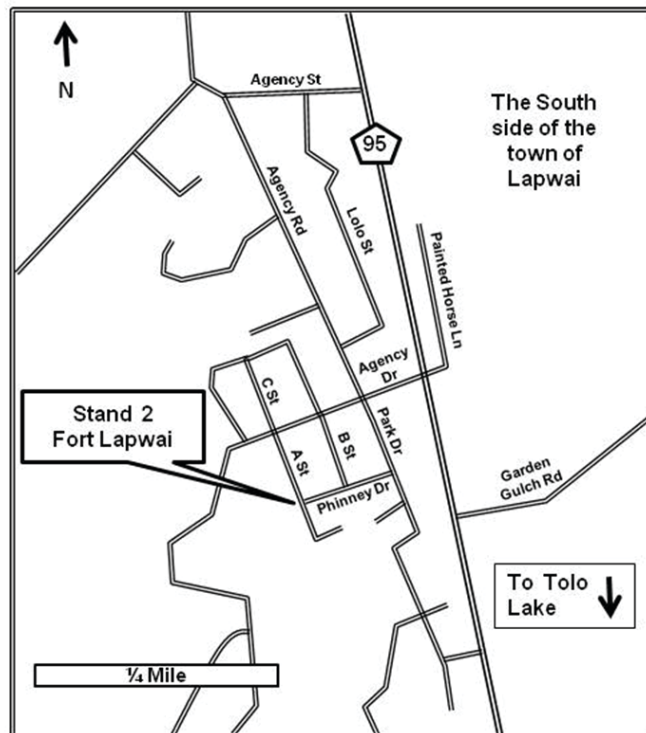 Agency St
N
95
The South
side of the
town of
Lapwai
Agency Rd
Lolo St
Painted Horse Ln
Agency
Dr
C St
Park Dr
Stand 2
Fort Lapwai
A St
B St
Phinney Dr
Garden
Gulch Rd
To Tolo
Lake
¼ Mile